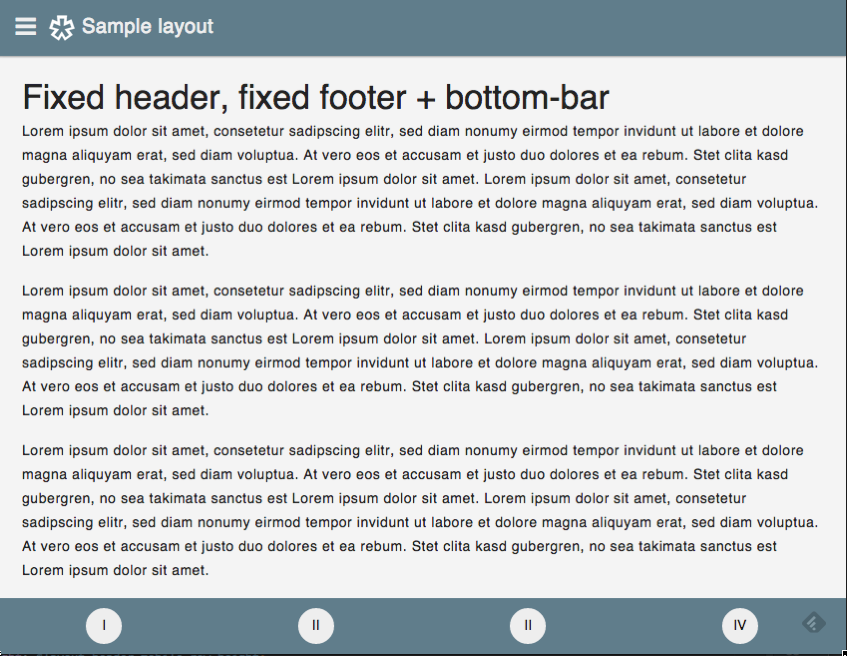 Sample layout
Fixed header, fixed footer + bottom-bar
Lorem ipsum dolor sit amet, consetetur sadipscing elitr, sed diam nonumy eirmod tempor invidunt ut labore et dolore
magna aliquyam erat, sed diam voluptua. At vero eos et accusam et justo duo dolores et ea rebum. Stet clita kasd
gubergren, no sea takimata sanctus est Lorem ipsum dolor sit amet. Lorem ipsum dolor sit amet, consetetur
sadipscing elitr, sed diam nonumy eirmod tempor invidunt ut labore et dolore magna aliquyam erat, sed diam voluptua.
At vero eos et accusam et justo duo dolores et ea rebum. Stet clita kasd gubergren, no sea takimata sanctus est
Lorem ipsum dolor sit amet.
Lorem ipsum dolor sit amet, consetetur sadipscing elitr, sed diam nonumy eirmod tempor invidunt ut labore et dolore
magna aliquyam erat, sed diam voluptua. At vero eos et accusam et justo duo dolores et ea rebum. Stet clita kasd
gubergren, no sea takimata sanctus est Lorem ipsum dolor sit amet. Lorem ipsum dolor sit amet, consetetur
sadipscing elitr, sed diam nonumy eirmod tempor invidunt ut labore et dolore magna aliquyam erat, sed diam voluptua.
At vero eos et accusam et justo duo dolores et ea rebum. Stet clita kasd gubergren, no sea takimata sanctus est
Lorem ipsum dolor sit amet.
Lorem ipsum dolor sit amet, consetetur sadipscing elitr, sed diam nonumy eirmod tempor invidunt ut labore et dolore
magna aliquyam erat, sed diam voluptua. At vero eos et accusam et justo duo dolores et ea rebum. Stet clita kasd
gubergren, no sea takimata sanctus est Lorem ipsum dolor sit amet. Lorem ipsum dolor sit amet, consetetur
sadipscing elitr, sed diam nonumy eirmod tempor invidunt ut labore et dolore magna aliquyam erat, sed diam voluptua.
At vero eos et accusam et justo duo dolores et ea rebum. Stet clita kasd gubergren, no sea takimata sanctus est
Lorem ipsum dolor sit amet.
I II II IV